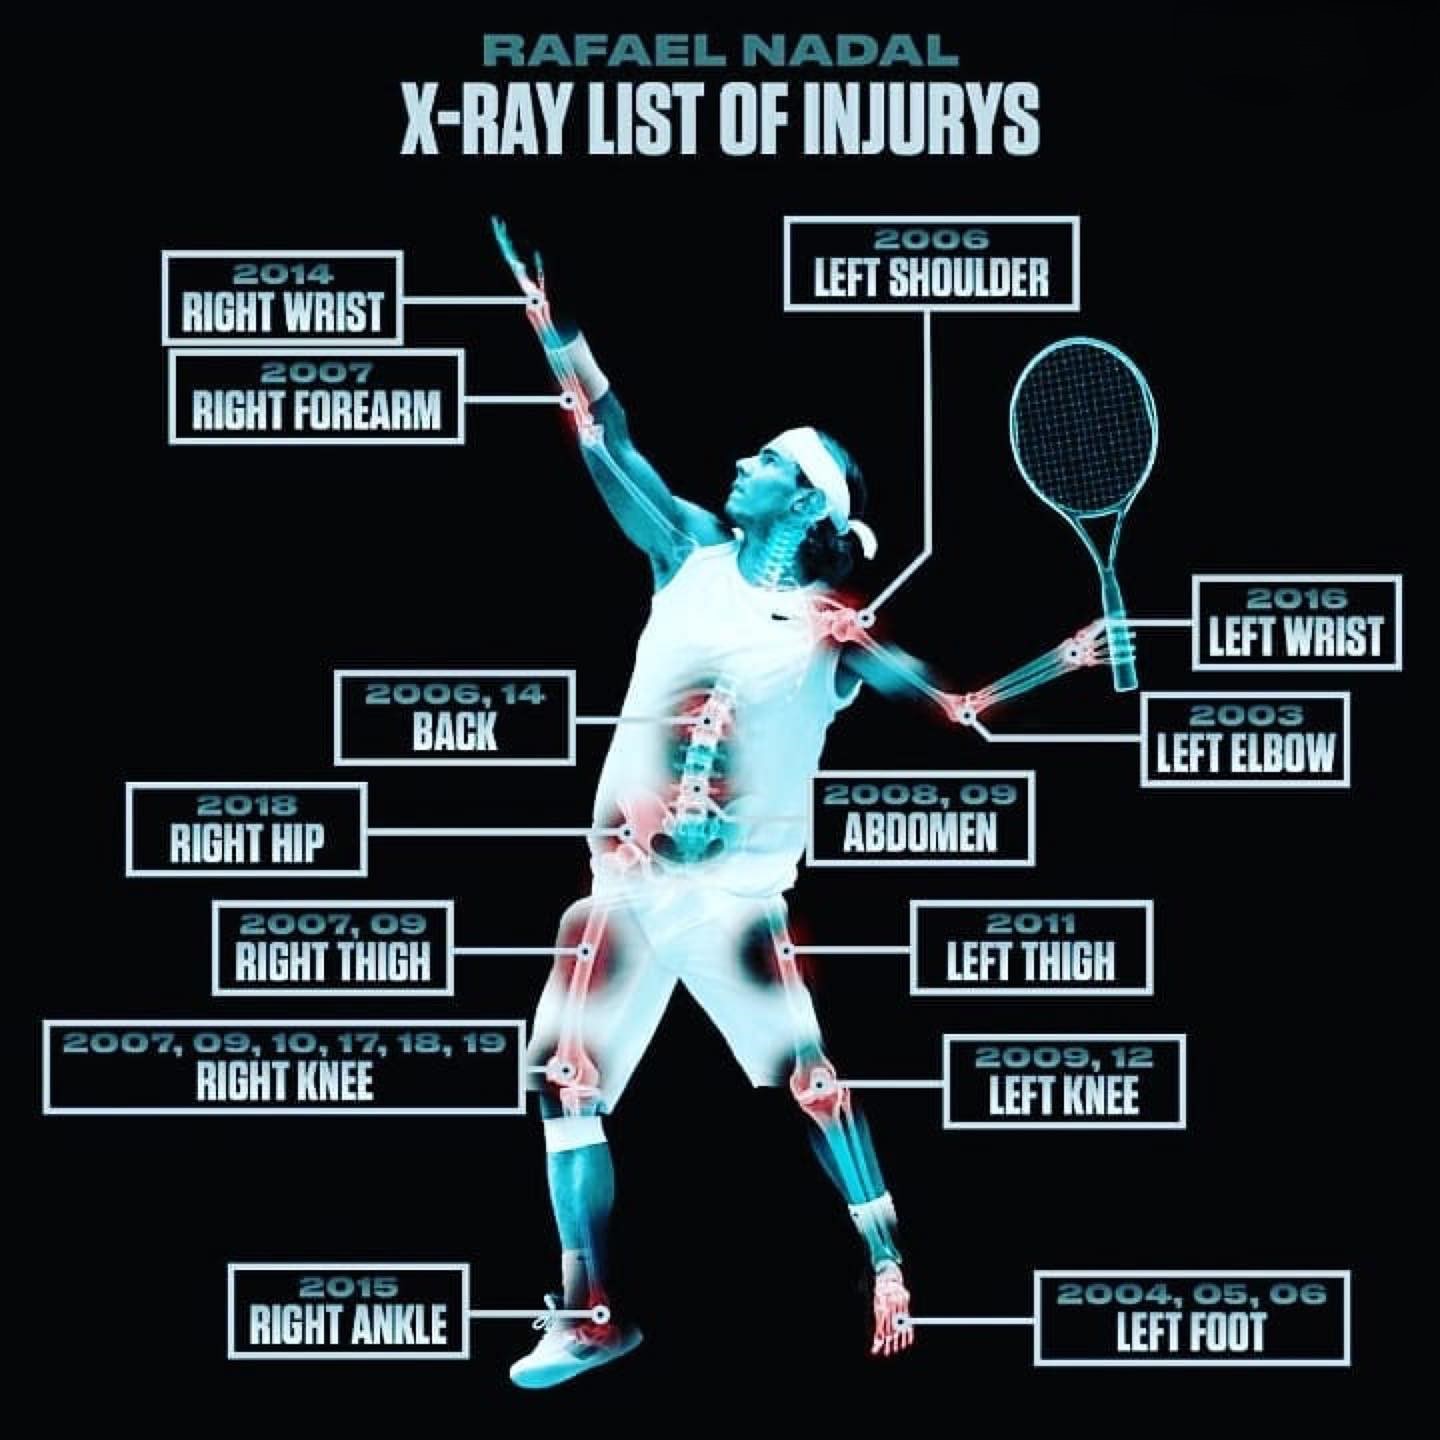 RAFAEL NADAL
X-RAY LIST OF INJURYS
2014
RIGHT WRIST
2007
RIGHT FOREARM
2006
LEFT SHOULDER
2016
LEFT WRIST
2003
LEFT ELBOW
2006, 14
BACK
2018
RIGHT HIP
2008, 09
ABDOMEN
2007, 09
RIGHT THIGH
2011
LEFT THIGH
2007, 09, 10, 17, 18, 19
RIGHT KNEE
2009, 12
LEFT KNEE
2015
RIGHT ANKLE
2004, 05, 06
LEFT FOOT